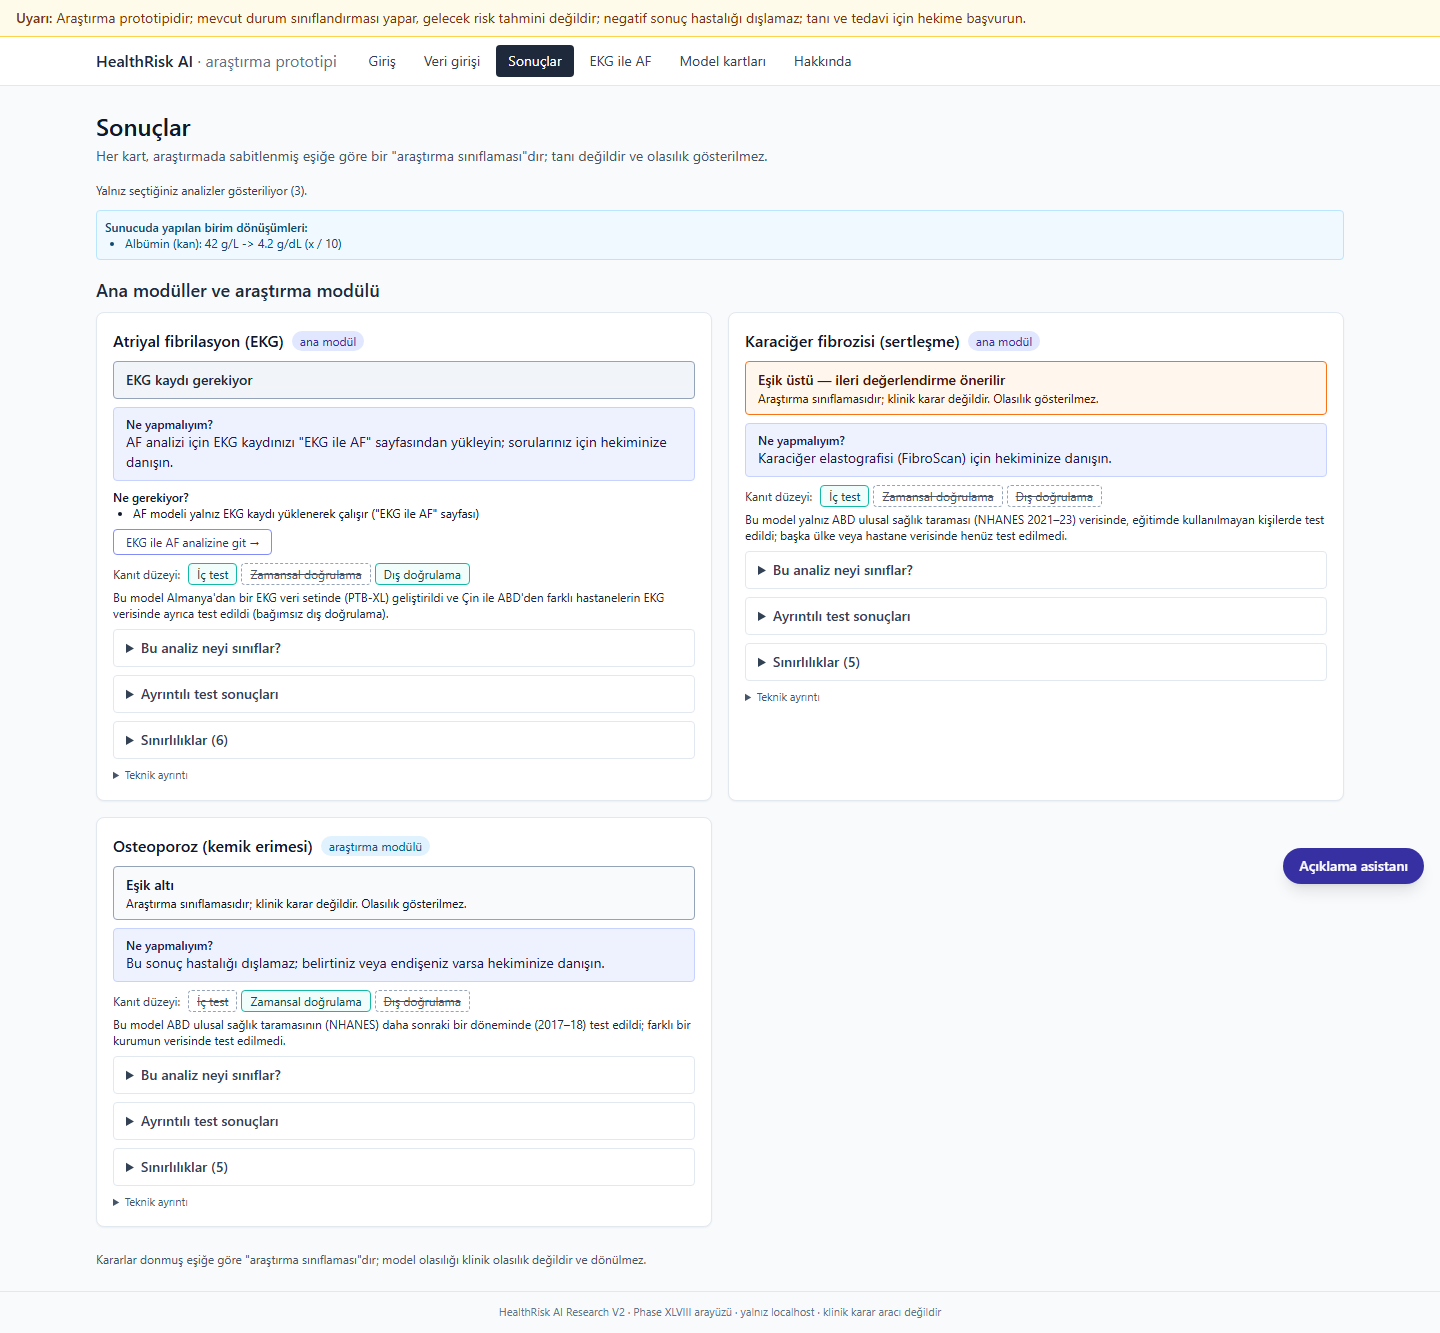 Uyarı: Araştırma prototipidir; mevcut durum sınıflandırması yapar, gelecek risk tahmini değildir; negatif sonuç hastalığı dışlamaz; tanı ve tedavi için hekime başvurun.
HealthRisk AI · araştırma prototipi
Giriş
Veri girişi
Sonuçlar
EKG ile AF
Model kartları
Hakkında
Sonuçlar
Her kart, araştırmada sabitlenmiş eşiğe göre bir "araştırma sınıflaması"dır; tanı değildir ve olasılık gösterilmez.
Yalnız seçtiğiniz analizler gösteriliyor (3).
Sunucuda yapılan birim dönüşümleri:
• Albümin (kan): 42 g/L -> 4.2 g/dL (x / 10)
Ana modüller ve araştırma modülü
Atriyal fibrilasyon (EKG) ana modül
EKG kaydı gerekiyor
Ne yapmalıyım?
AF analizi için EKG kaydınızı "EKG ile AF" sayfasından yükleyin; sorularınız için hekiminize
danışın.
Ne gerekiyor?
• AF modeli yalnız EKG kaydı yüklenerek çalışır ("EKG ile AF" sayfası)
EKG ile AF analizine git →
Kanıt düzeyi: İç test Zamansal doğrulama Dış doğrulama
Bu model Almanya'dan bir EKG veri setinde (PTB-XL) geliştirildi ve Çin ile ABD'den farklı hastanelerin EKG
verisinde ayrıca test edildi (bağımsız dış doğrulama).
▶ Bu analiz neyi sınıflar?
▶ Ayrıntılı test sonuçları
▶ Sınırlılıklar (6)
▶ Teknik ayrıntı
Karaciğer fibrozisi (sertleşme) ana modül
Eşik üstü — ileri değerlendirme önerilir
Araştırma sınıflamasıdır; klinik karar değildir. Olasılık gösterilmez.
Ne yapmalıyım?
Karaciğer elastografisi (FibroScan) için hekiminize danışın.
Kanıt düzeyi: İç test Zamansal doğrulama Dış doğrulama
Bu model yalnız ABD ulusal sağlık taraması (NHANES 2021–23) verisinde, eğitimde kullanılmayan kişilerde test
edildi; başka ülke veya hastane verisinde henüz test edilmedi.
▶ Bu analiz neyi sınıflar?
▶ Ayrıntılı test sonuçları
▶ Sınırlılıklar (5)
▶ Teknik ayrıntı
Osteoporoz (kemik erimesi) araştırma modülü
Eşik altı
Araştırma sınıflamasıdır; klinik karar değildir. Olasılık gösterilmez.
Ne yapmalıyım?
Bu sonuç hastalığı dışlamaz; belirtiniz veya endişeniz varsa hekiminize danışın.
Kanıt düzeyi: İç test Zamansal doğrulama Dış doğrulama
Bu model ABD ulusal sağlık taramasının (NHANES) daha sonraki bir döneminde (2017–18) test edildi; farklı bir
kurumun verisinde test edilmedi.
▶ Bu analiz neyi sınıflar?
▶ Ayrıntılı test sonuçları
▶ Sınırlılıklar (5)
▶ Teknik ayrıntı
Açıklama asistanı
Kararlar donmuş eşiğe göre "araştırma sınıflaması"dır; model olasılığı klinik olasılık değildir ve dönülmez.
HealthRisk AI Research V2 · Phase XLVIII arayüzü · yalnız localhost · klinik karar aracı değildir